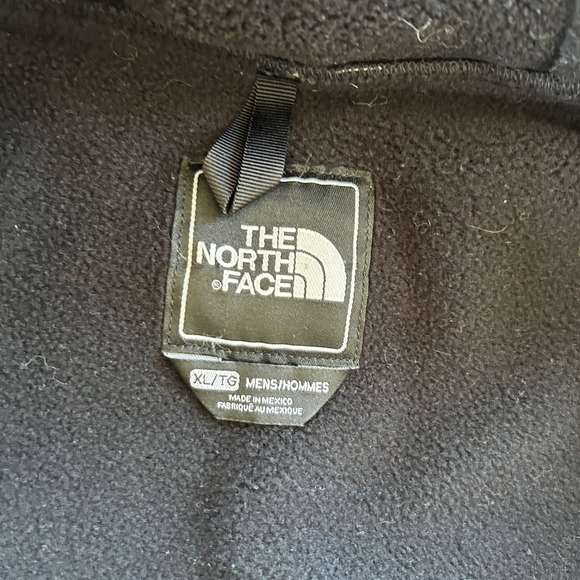 THE
NORTH
® FACE
XL/TG MENS/HOMMES
MADE IN MEXICO
FABRIQUÉ AU MEXIQUE